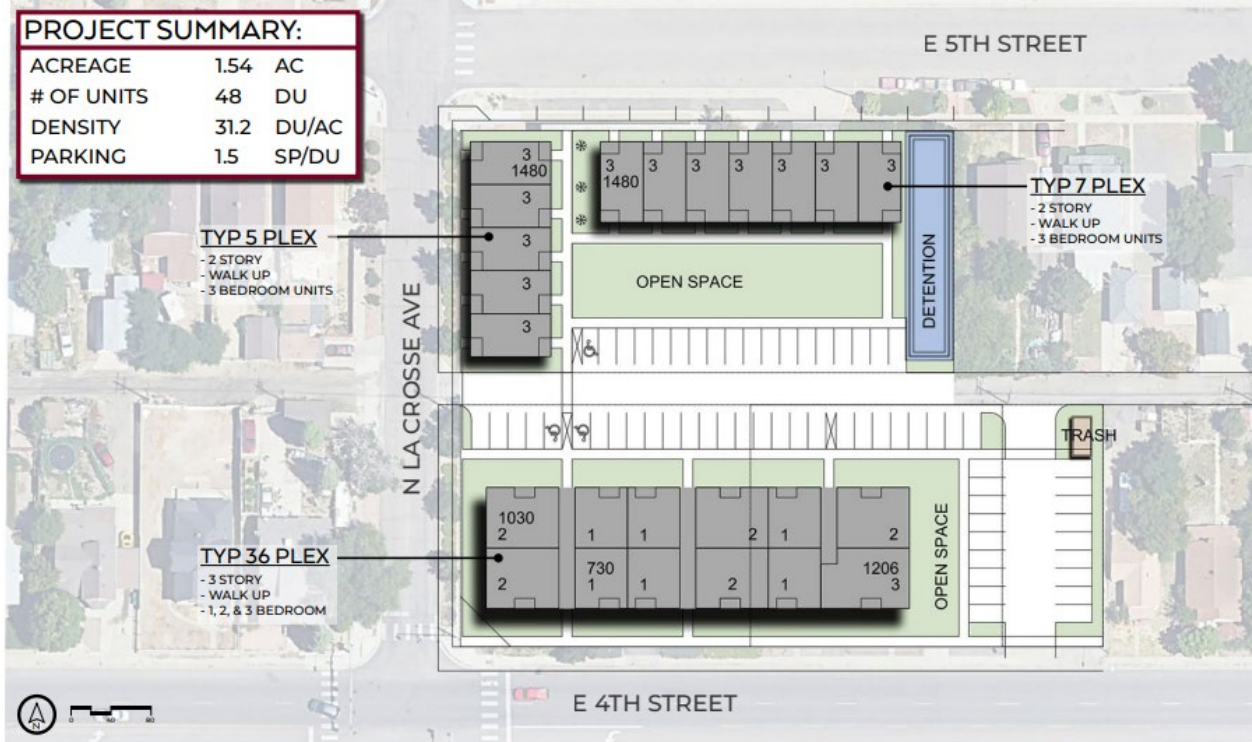 PROJECT SUMMARY:
ACREAGE 1.54 AC
# OF UNITS 48 DU
DENSITY 31.2 DU/AC
PARKING 1.5 SP/DU
E 5TH STREET
3
1480
3
3
3
3
3 3 3 3 3 3 3
1480
TYP 5 PLEX
- 2 STORY
- WALK UP
- 3 BEDROOM UNITS
TYP 7 PLEX
- 2 STORY
- WALK UP
- 3 BEDROOM UNITS
OPEN SPACE
DETENTION
N LA CROSSE AVE
TRASH
TYP 36 PLEX
- 3 STORY
- WALK UP
- 1, 2, & 3 BEDROOM
1030
2 1 1 2 1 2
730 1206
2 1 1 2 1 3
OPEN SPACE
E 4TH STREET
N